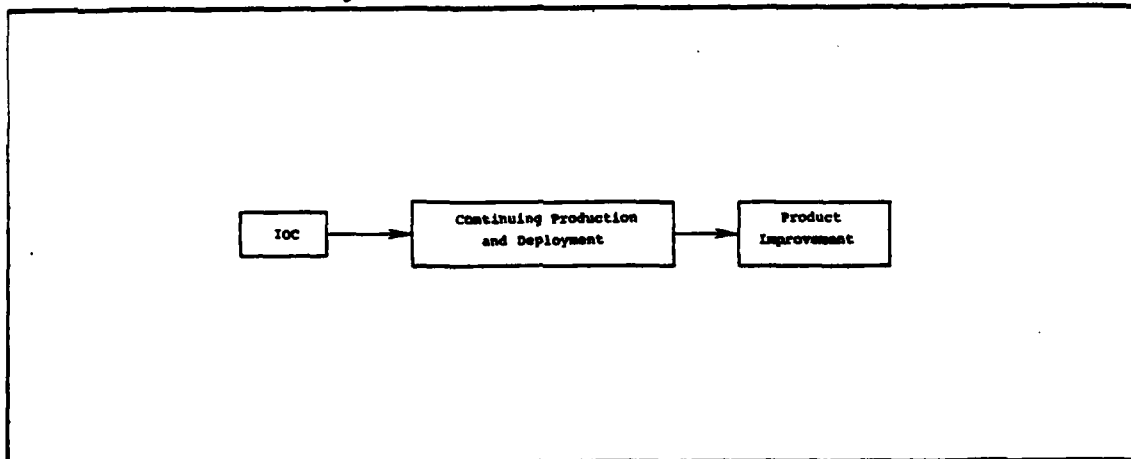 IOC
Continuing Production
and Deployment
Product
Improvement